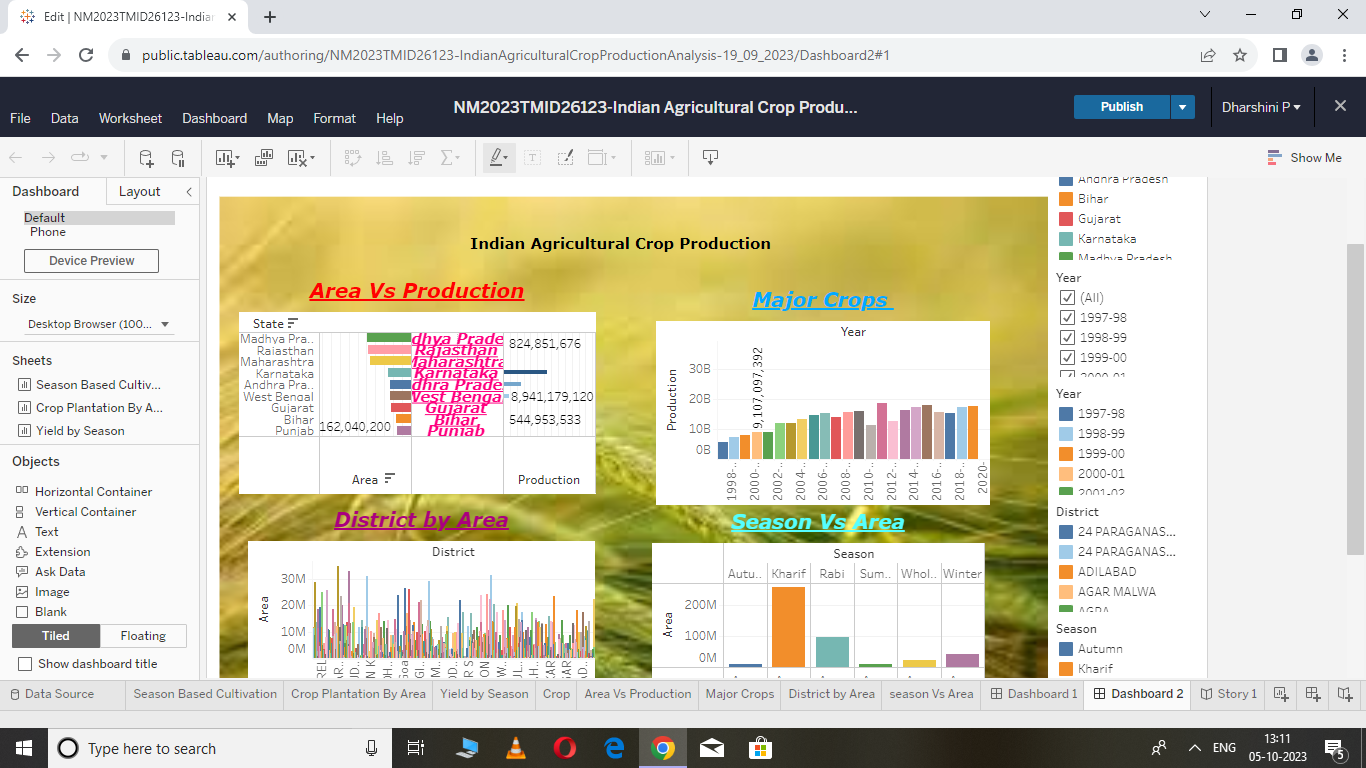 Edit | NM2023TMID26123-India
public.tableau.com/authoring/NM2023TMID26123-IndianAgriculturalCropProductionAnalysis-19_09_2023/Dashboard2#1
NM2023TMID26123-Indian Agricultural Crop Produ...
Publish
Dharshini P
File Data Worksheet Dashboard Map Format Help
Show Me
Dashboard Layout
Default
Phone
Device Preview
Size
Desktop Browser (100...
Sheets
Season Based Cultiv...
Crop Plantation By A...
Yield by Season
Objects
Horizontal Container
Vertical Container
Text
Extension
Ask Data
Image
Blank
Tiled Floating
Show dashboard title
Indian Agricultural Crop Production
Area Vs Production
State
Madhya Pra..
Rajasthan
Maharashtra
Karnataka
Andhra Pra..
West Bengal
Gujarat
Bihar
Punjab
162,040,200
dhya Prade
Rajasthan
Maharashtra
Karnataka
dhra Prade
West Benga
Gujarat
Bihar
Punjab
824,851,676
8,941,179,120
544,953,533
Area
Production
Major Crops
Year
Production
30B
20B
10B
0B
9,107,097,392
1998-..
2000-..
2002-..
2004-..
2006-..
2008-..
2010-..
2012-..
2014-..
2016-..
2018-..
2020-
District by Area
District
Area
30M
20M
10M
0M
Season Vs Area
Season
Autu.. Kharif Rabi Sum.. Whol.. Winter
Area
200M
100M
0M
Andhra Pradesh
Bihar
Gujarat
Karnataka
Madhya Pradesh
Year
(All)
1997-98
1998-99
1999-00
2000-01
Year
1997-98
1998-99
1999-00
2000-01
2001-02
District
24 PARAGANAS...
24 PARAGANAS...
ADILABAD
AGAR MALWA
AGRA
Season
Autumn
Kharif
Data Source Season Based Cultivation Crop Plantation By Area Yield by Season Crop Area Vs Production Major Crops District by Area season Vs Area Dashboard 1 Dashboard 2 Story 1
Type here to search
ENG
13:11
05-10-2023
5